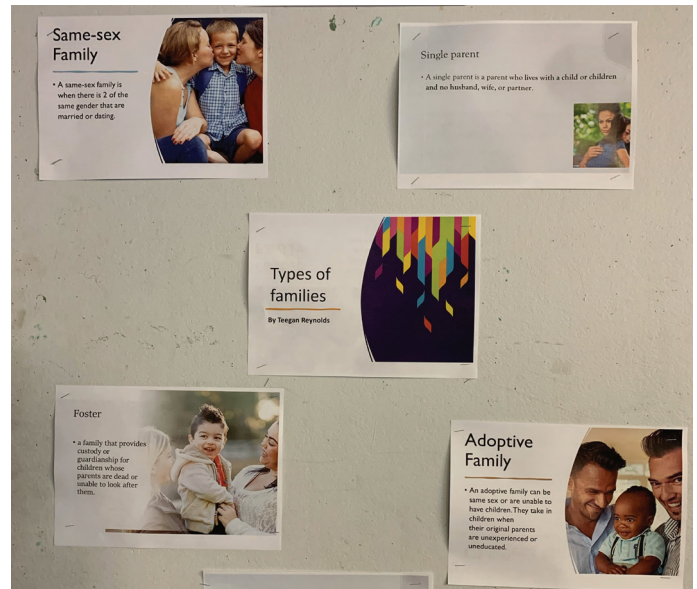 Same-sex
Family
• A same-sex family is
when there is 2 of the
same gender that are
married or dating.
Single parent
• A single parent is a parent who lives with a child or children
and no husband, wife, or partner.
Types of
families
By Teegan Reynolds
Foster
• a family that provides
custody or
guardianship for
children whose
parents are dead or
unable to look after
them.
Adoptive
Family
• An adoptive family can be
same sex or are unable to
have children. They take in
children when
their original parents
are unexperienced or
uneducated.